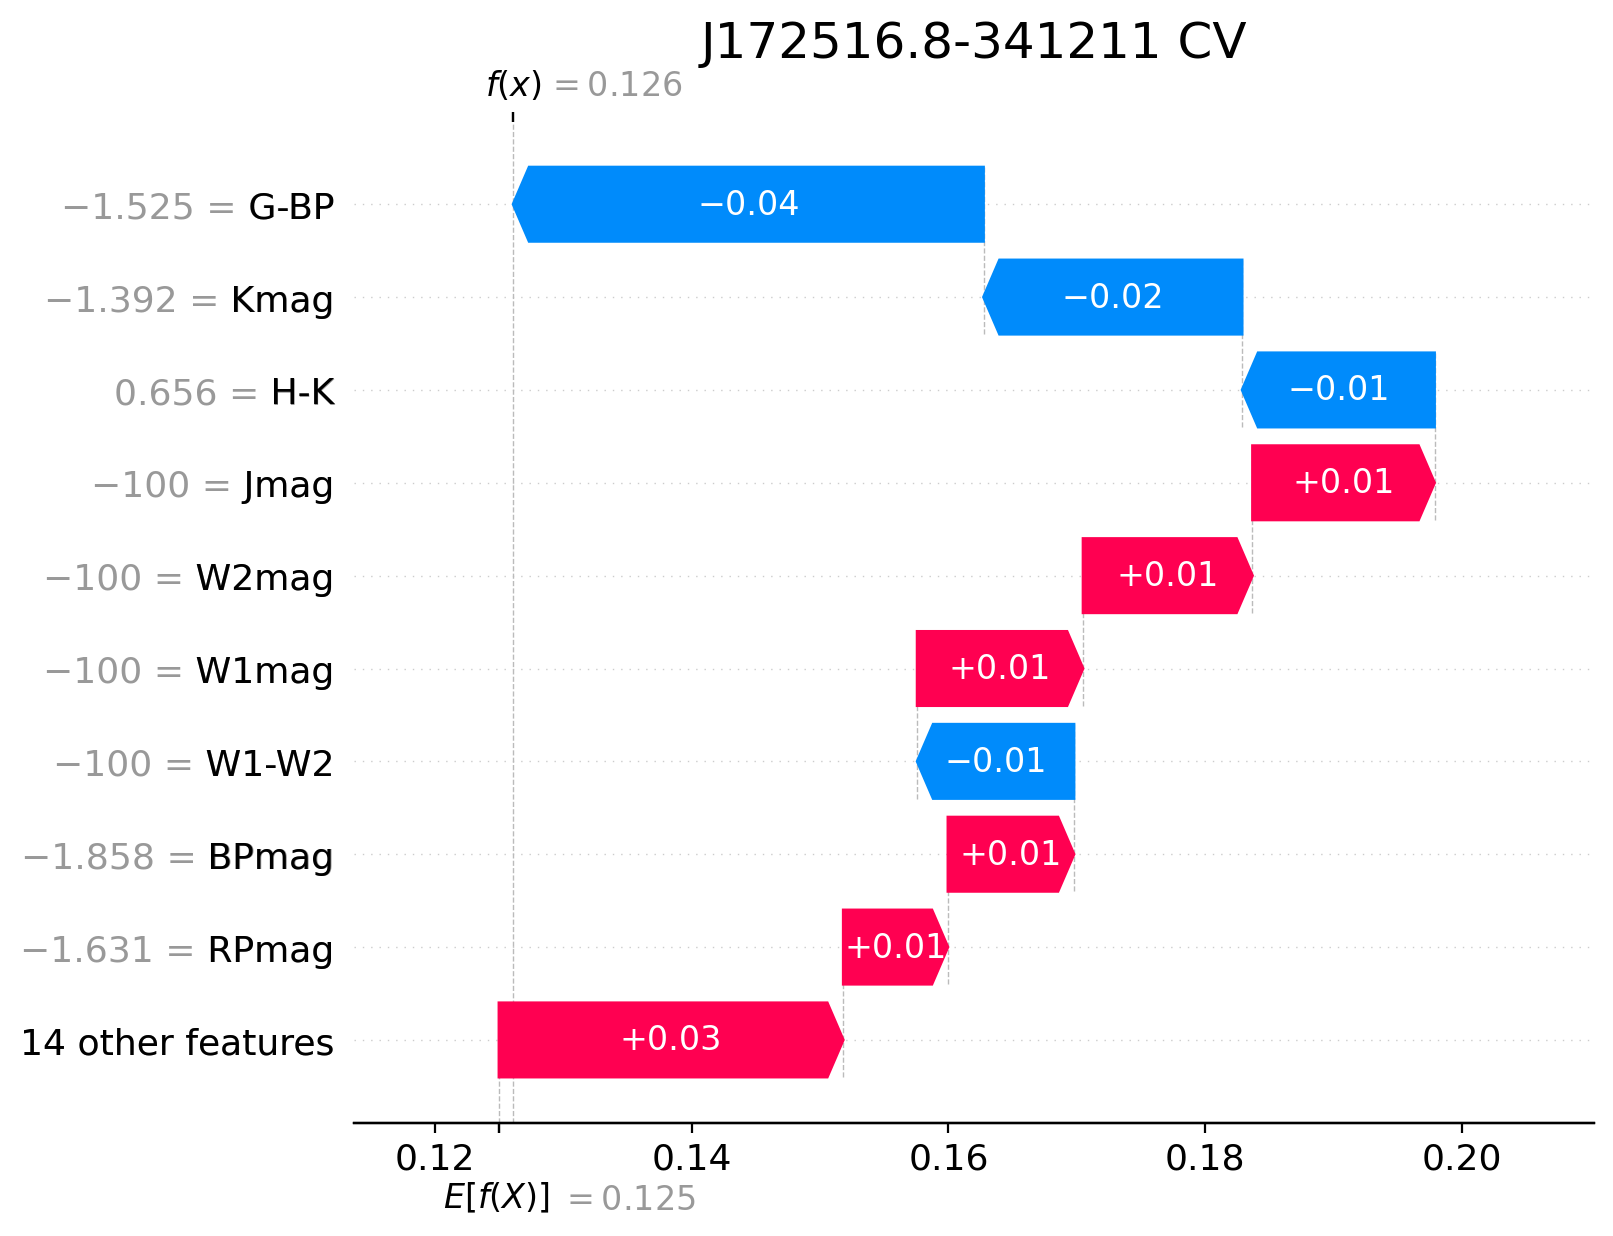 J172516.8-341211 CV
f(x) = 0.126
−1.525 = G-BP −0.04
−1.392 = Kmag −0.02
0.656 = H-K −0.01
−100 = Jmag +0.01
−100 = W2mag +0.01
−100 = W1mag +0.01
−100 = W1-W2 −0.01
−1.858 = BPmag +0.01
−1.631 = RPmag +0.01
14 other features +0.03
0.12 0.14 0.16 0.18 0.20
E[f(X)] = 0.125